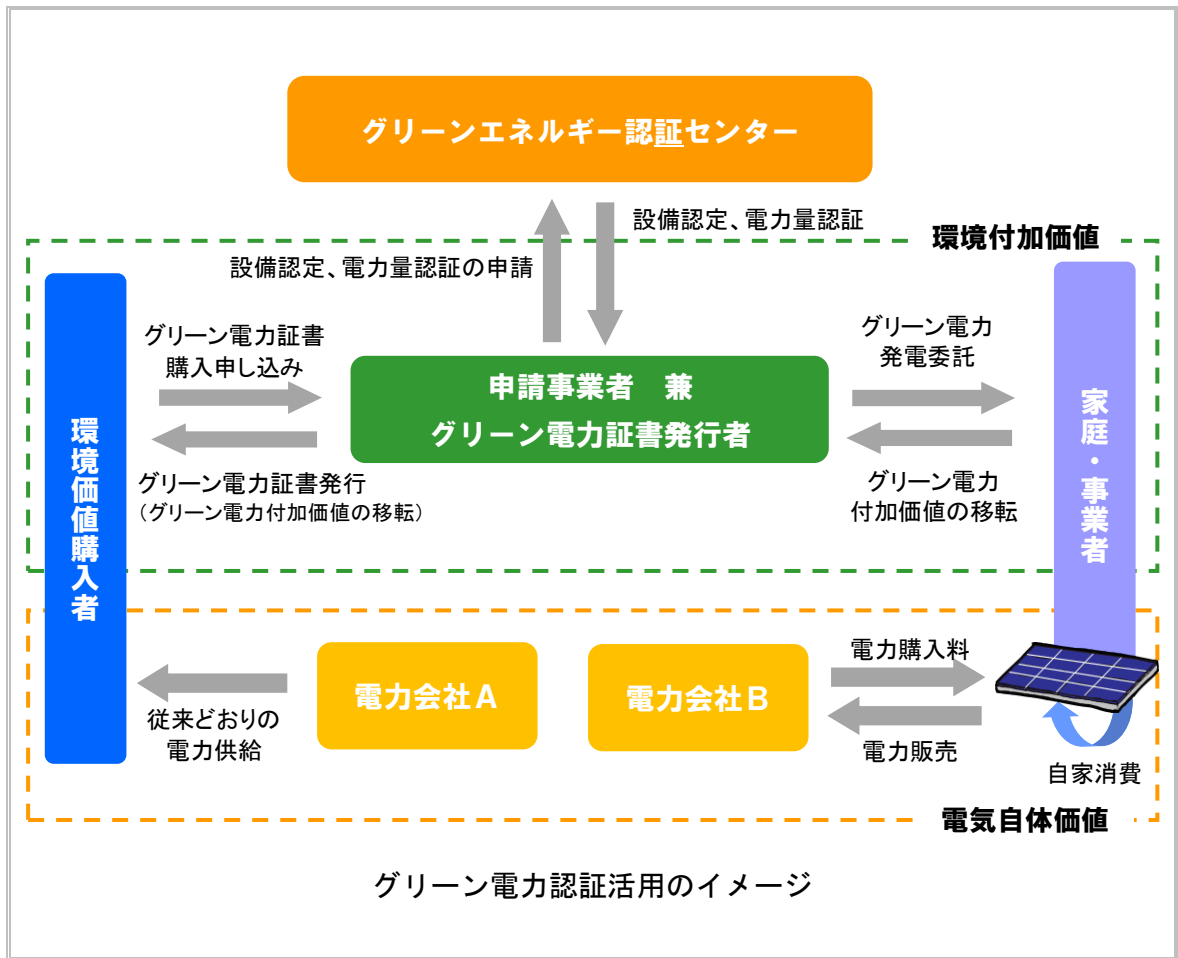 グリーンエネルギー認証センター
設備認定、電力量認証
環境付加価値
設備認定、電力量認証の申請
グリーン電力証書
購入申し込み
グリーン電力
発電委託
申請事業者 兼
グリーン電力証書発行者
環境価値購入者
家庭・事業者
グリーン電力証書発行
（グリーン電力付加価値の移転）
グリーン電力
付加価値の移転
電力会社A
電力会社B
電力購入料
従来どおりの
電力供給
電力販売
自家消費
電気自体価値
グリーン電力認証活用のイメージ